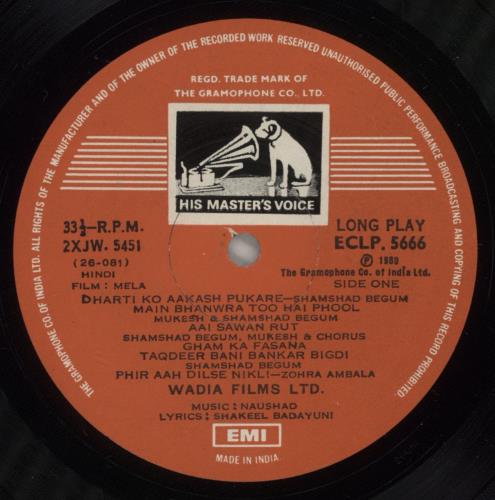 THE GRAMOPHONE CO. OF INDIA LTD. ALL RIGHTS OF THE MANUFACTURER AND OF THE OWNER OF THE RECORDED WORK RESERVED UNAUTHORISED PUBLIC PERFORMANCE BROADCASTING AND COPYING OF THIS RECORD PROHIBITED
REGD. TRADE MARK OF
THE GRAMOPHONE CO., LTD.
HIS MASTER'S VOICE
33⅓–R.P.M.
2XJW. 5451
(26-081)
HINDI
FILM : MELA
LONG PLAY
ECLP. 5666
Ⓟ 1980
The Gramophone Co. of India Ltd.
SIDE ONE
DHARTI KO AAKASH PUKARE–SHAMSHAD BEGUM
MAIN BHANWRA TOO HAI PHOOL
MUKESH & SHAMSHAD BEGUM
AAI SAWAN RUT
SHAMSHAD BEGUM, MUKESH & CHORUS
GHAM KA FASANA
TAQDEER BANI BANKAR BIGDI
SHAMSHAD BEGUM
PHIR AAH DILSE NIKLI–ZOHRA AMBALA
WADIA FILMS LTD.
MUSIC : NAUSHAD
LYRICS : SHAKEEL BADAYUNI
EMI
MADE IN INDIA